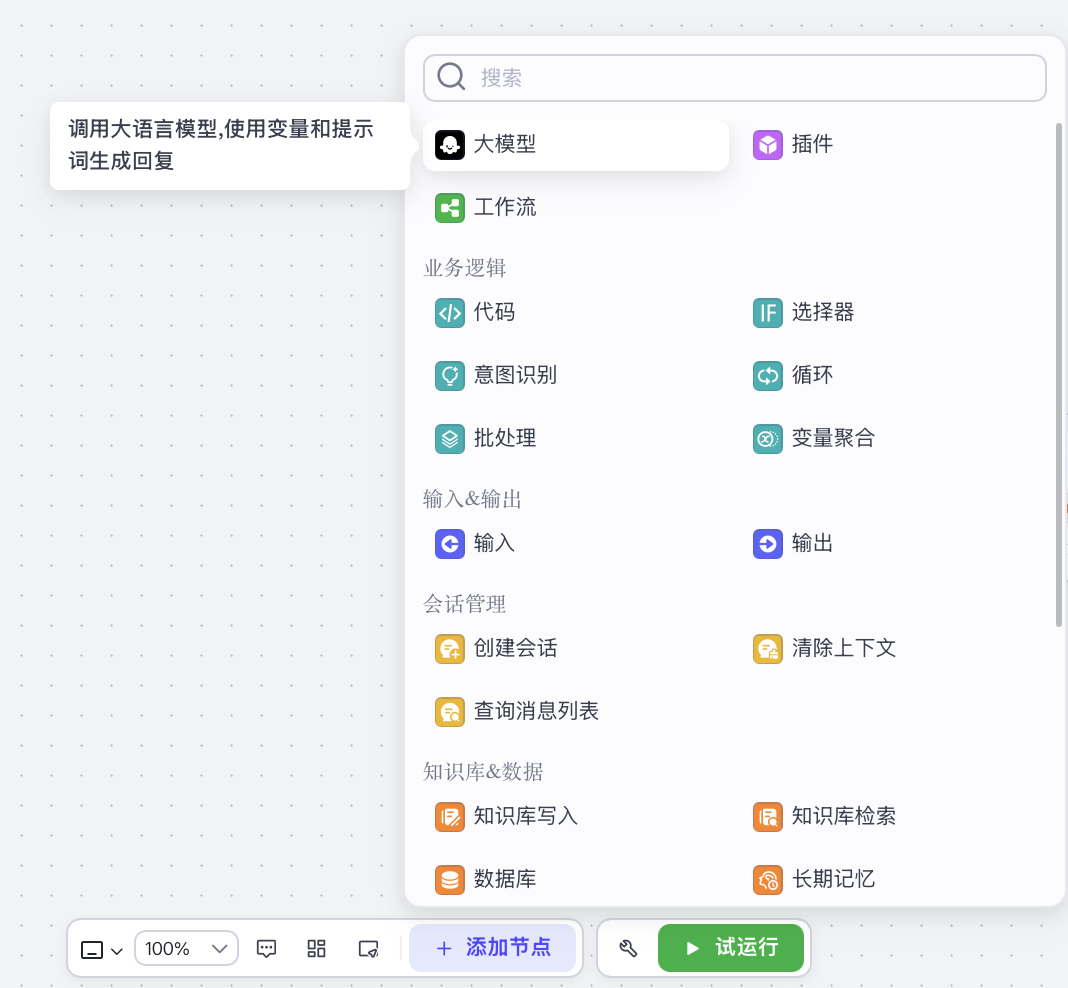 搜索
调用大语言模型,使用变量和提示
词生成回复
大模型
插件
工作流
业务逻辑
代码
IF
选择器
意图识别
循环
批处理
变量聚合
输入&输出
输入
输出
会话管理
创建会话
清除上下文
查询消息列表
知识库&数据
知识库写入
知识库检索
数据库
长期记忆
100%
添加节点
试运行